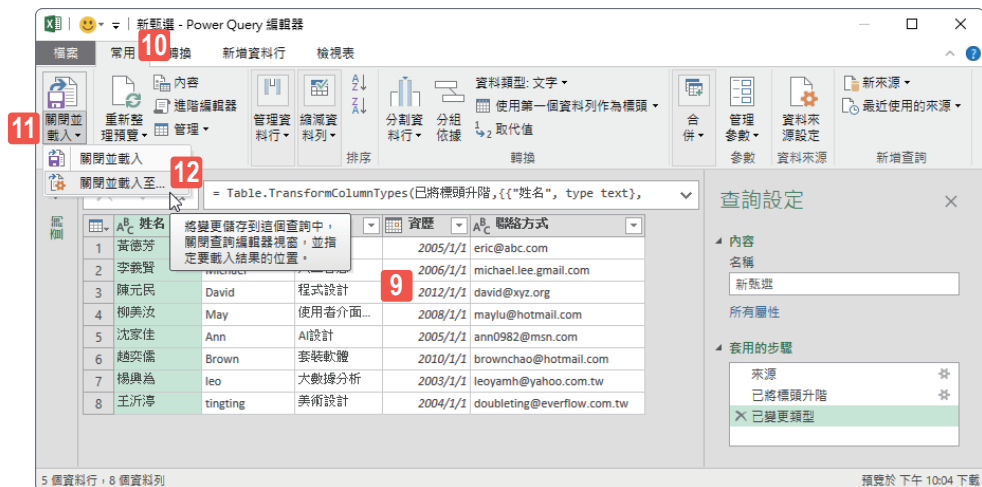 新甄選 - Power Query 編輯器
檔案 常用 10 轉換 新增資料行 檢視表
關閉並載入
重新整理預覽
內容
進階編輯器
管理
管理資料行
縮減資料列
排序
分割資料行
分組依據
資料類型: 文字
使用第一個資料列作為標頭
取代值
轉換
合併
管理參數
參數
資料來源設定
資料來源
新來源
最近使用的來源
新增查詢
11
關閉並載入
關閉並載入至...
12
將變更儲存到這個查詢中，
關閉查詢編輯器視窗，並指
定要載入結果的位置。
= Table.TransformColumnTypes(已將標頭升階,{{"姓名", type text},
姓名 資歷 聯絡方式
1 黃德芳 2005/1/1 eric@abc.com
2 李義賢 Michael 2006/1/1 michael.lee.gmail.com
3 陳元民 David 程式設計 9 2012/1/1 david@xyz.org
4 柳美汝 May 使用者介面... 2008/1/1 maylu@hotmail.com
5 沈家佳 Ann AI設計 2005/1/1 ann0982@msn.com
6 趙奕儒 Brown 套裝軟體 2010/1/1 brownchao@hotmail.com
7 楊興為 leo 大數據分析 2003/1/1 leoyamh@yahoo.com.tw
8 王沂淳 tingting 美術設計 2004/1/1 doubleting@everflow.com.tw
查詢
查詢設定
內容
名稱
新甄選
所有屬性
套用的步驟
來源
已將標頭升階
已變更類型
5 個資料行，8 個資料列
預覽於 下午 10:04 下載